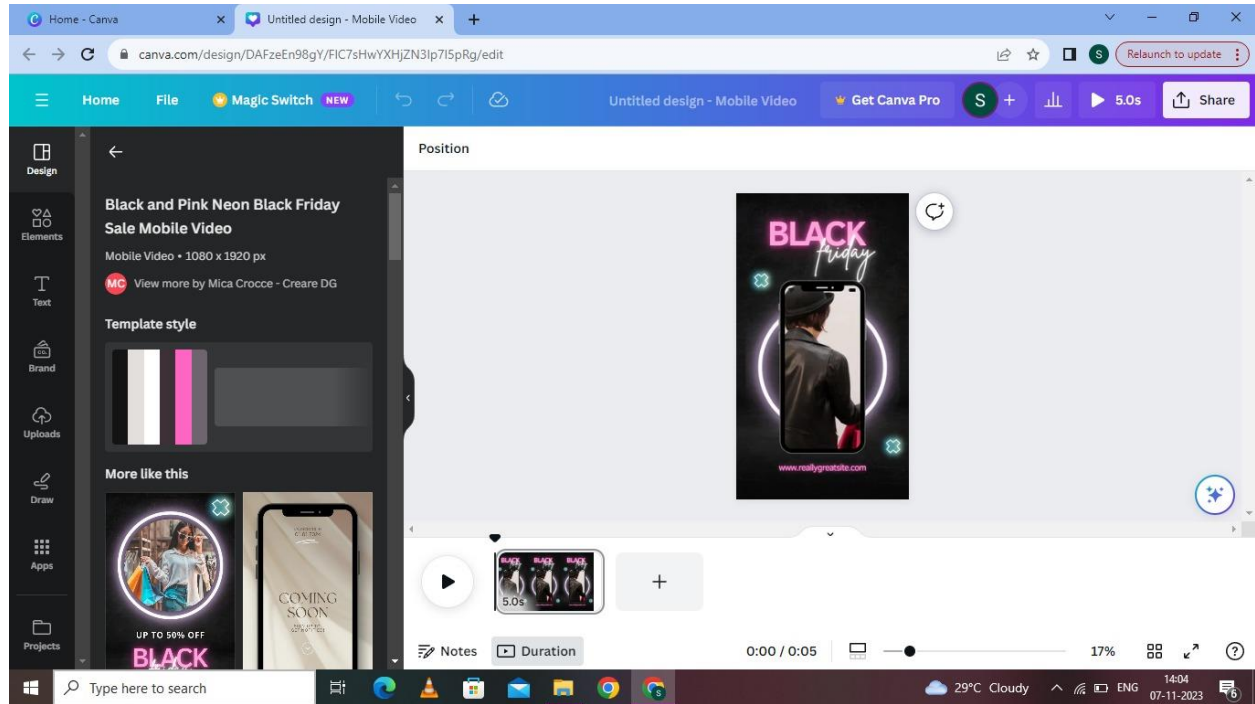 Home - Canva
Untitled design - Mobile Video
canva.com/design/DAFzeEn98gY/FIC7sHwYXHjZN3Ip7I5pRg/edit
S
Relaunch to update
Home
File
Magic Switch NEW
Untitled design - Mobile Video
Get Canva Pro
S
5.0s
Share
Design
Elements
Text
Brand
Uploads
Draw
Apps
Projects
Black and Pink Neon Black Friday
Sale Mobile Video
Mobile Video • 1080 x 1920 px
MC View more by Mica Crocce - Creare DG
Template style
More like this
UP TO 50% OFF
BLACK
COMING
SOON
Position
BLACK
friday
www.reallygreatsite.com
BLACK BLACK BLACK
5.0s
Notes
Duration
0:00 / 0:05
17%
Type here to search
29°C Cloudy
ENG
14:04
07-11-2023
6